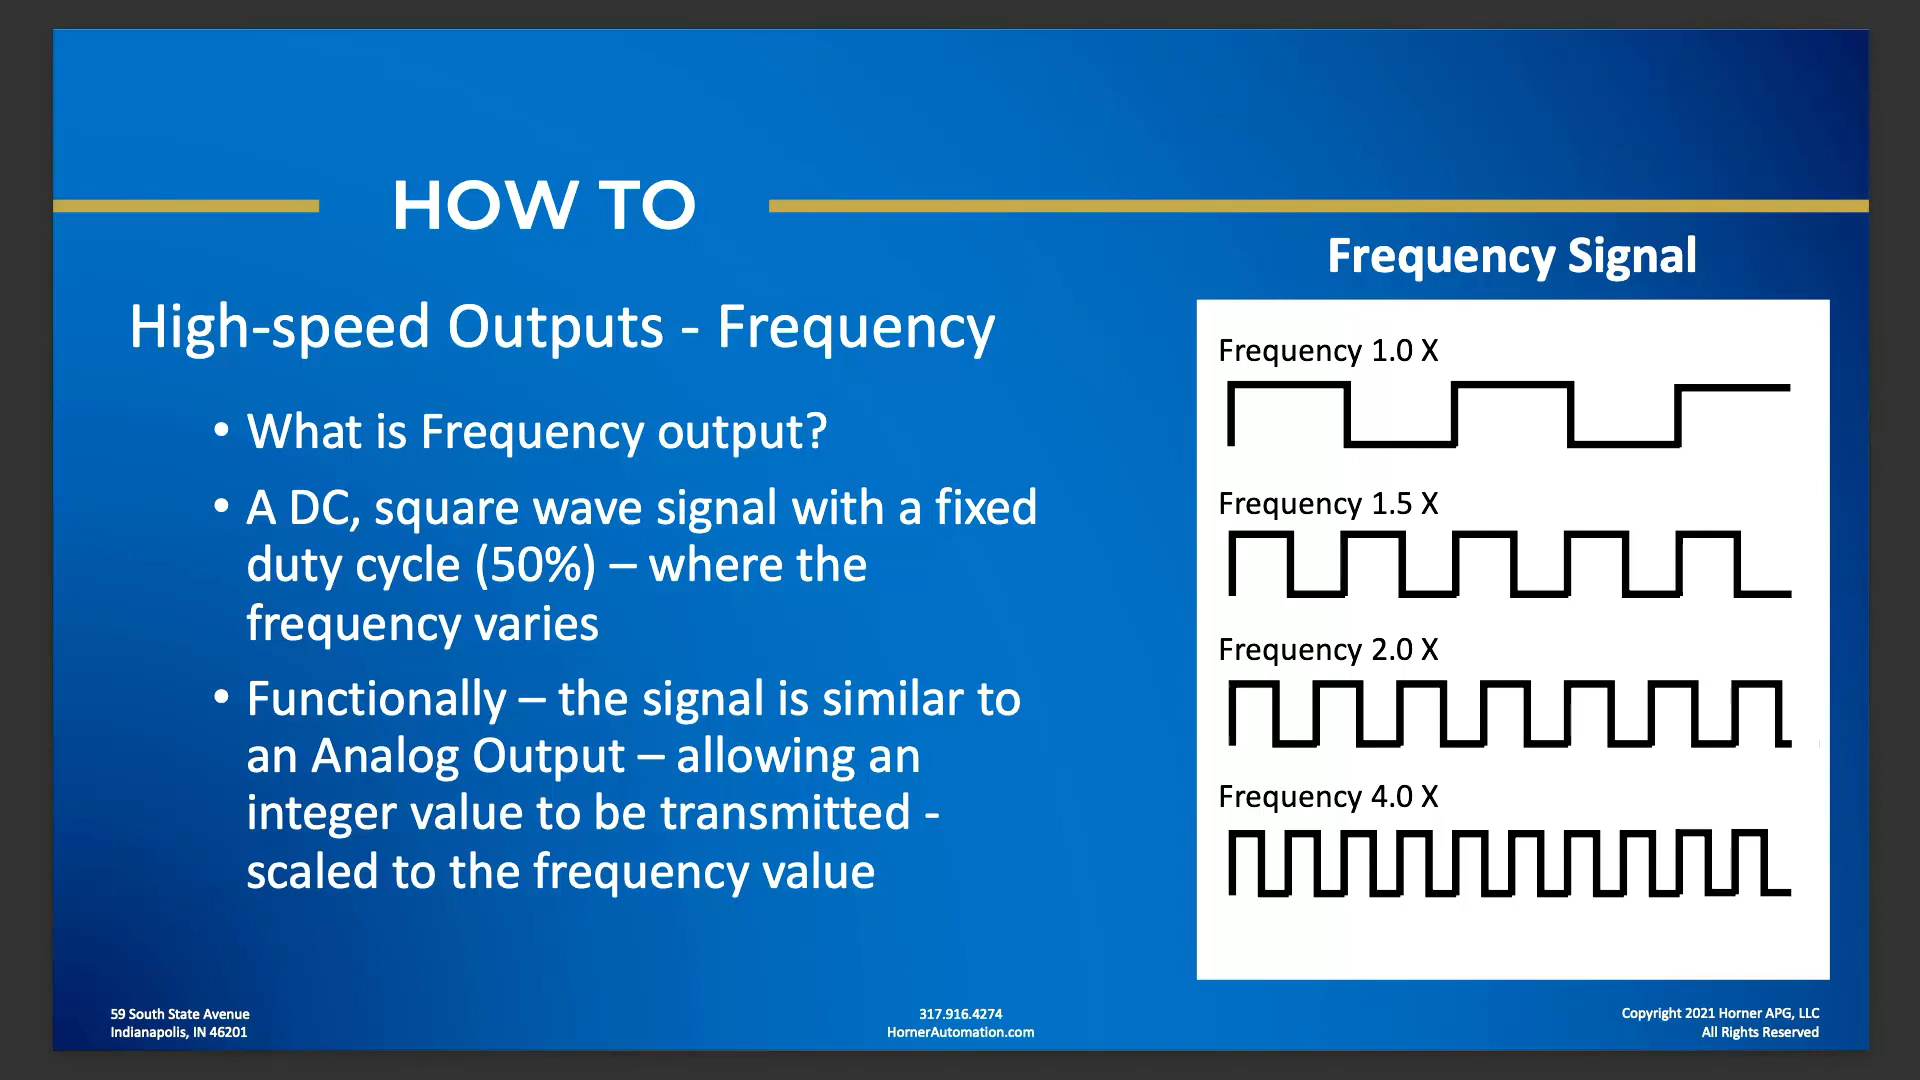 HOW TO
High-speed Outputs - Frequency
• What is Frequency output?
• A DC, square wave signal with a fixed
duty cycle (50%) – where the
frequency varies
• Functionally – the signal is similar to
an Analog Output – allowing an
integer value to be transmitted -
scaled to the frequency value
Frequency Signal
Frequency 1.0 X
Frequency 1.5 X
Frequency 2.0 X
Frequency 4.0 X
59 South State Avenue
Indianapolis, IN 46201
317.916.4274
HornerAutomation.com
Copyright 2021 Horner APG, LLC
All Rights Reserved